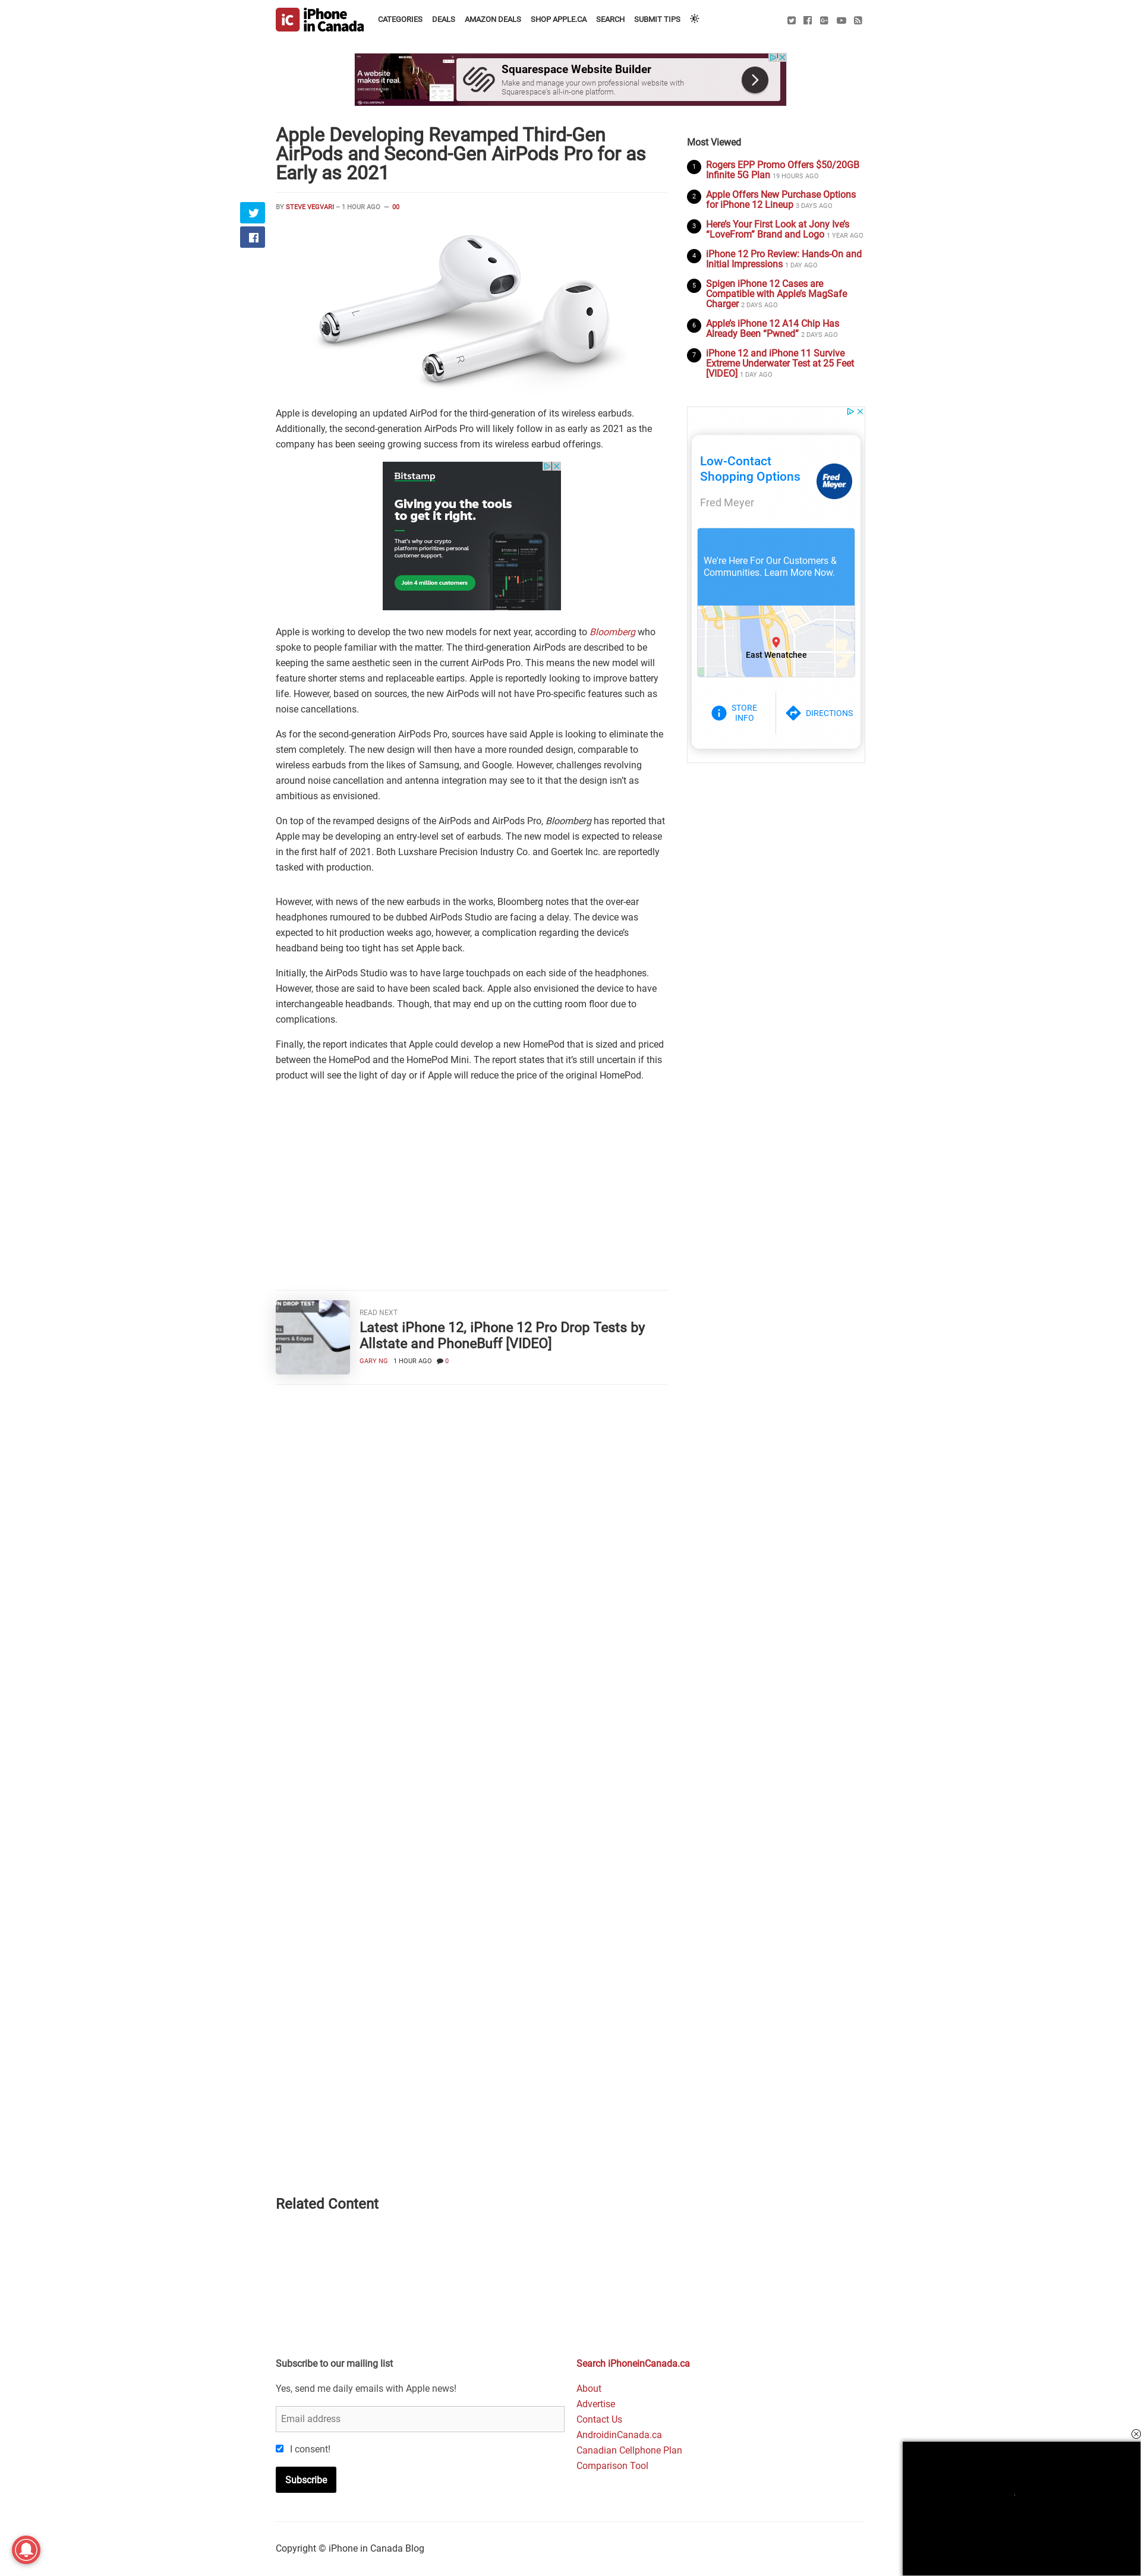 iC iPhone in Canada
CATEGORIES DEALS AMAZON DEALS SHOP APPLE.CA SEARCH SUBMIT TIPS
A website makes it real.
Squarespace Website Builder
Make and manage your own professional website with
Squarespace's all-in-one platform.
Apple Developing Revamped Third-Gen
AirPods and Second-Gen AirPods Pro for as
Early as 2021
BY STEVE VEGVARI – 1 HOUR AGO – 00
L
R
Apple is developing an updated AirPod for the third-generation of its wireless earbuds.
Additionally, the second-generation AirPods Pro will likely follow in as early as 2021 as the
company has been seeing growing success from its wireless earbud offerings.
Bitstamp
Giving you the tools
to get it right.
That's why our crypto
platform prioritizes personal
customer support.
Join 4 million customers
Apple is working to develop the two new models for next year, according to Bloomberg who
spoke to people familiar with the matter. The third-generation AirPods are described to be
keeping the same aesthetic seen in the current AirPods Pro. This means the new model will
feature shorter stems and replaceable eartips. Apple is reportedly looking to improve battery
life. However, based on sources, the new AirPods will not have Pro-specific features such as
noise cancellations.
As for the second-generation AirPods Pro, sources have said Apple is looking to eliminate the
stem completely. The new design will then have a more rounded design, comparable to
wireless earbuds from the likes of Samsung, and Google. However, challenges revolving
around noise cancellation and antenna integration may see to it that the design isn't as
ambitious as envisioned.
On top of the revamped designs of the AirPods and AirPods Pro, Bloomberg has reported that
Apple may be developing an entry-level set of earbuds. The new model is expected to release
in the first half of 2021. Both Luxshare Precision Industry Co. and Goertek Inc. are reportedly
tasked with production.
However, with news of the new earbuds in the works, Bloomberg notes that the over-ear
headphones rumoured to be dubbed AirPods Studio are facing a delay. The device was
expected to hit production weeks ago, however, a complication regarding the device's
headband being too tight has set Apple back.
Initially, the AirPods Studio was to have large touchpads on each side of the headphones.
However, those are said to have been scaled back. Apple also envisioned the device to have
interchangeable headbands. Though, that may end up on the cutting room floor due to
complications.
Finally, the report indicates that Apple could develop a new HomePod that is sized and priced
between the HomePod and the HomePod Mini. The report states that it's still uncertain if this
product will see the light of day or if Apple will reduce the price of the original HomePod.
Most Viewed
1 Rogers EPP Promo Offers $50/20GB
Infinite 5G Plan 19 HOURS AGO
2 Apple Offers New Purchase Options
for iPhone 12 Lineup 3 DAYS AGO
3 Here's Your First Look at Jony Ive's
“LoveFrom” Brand and Logo 1 YEAR AGO
4 iPhone 12 Pro Review: Hands-On and
Initial Impressions 1 DAY AGO
5 Spigen iPhone 12 Cases are
Compatible with Apple's MagSafe
Charger 2 DAYS AGO
6 Apple's iPhone 12 A14 Chip Has
Already Been “Pwned” 2 DAYS AGO
7 iPhone 12 and iPhone 11 Survive
Extreme Underwater Test at 25 Feet
[VIDEO] 1 DAY AGO
Low-Contact
Shopping Options
Fred Meyer
Fred Meyer
We're Here For Our Customers &
Communities. Learn More Now.
East Wenatchee
STORE INFO
DIRECTIONS
N DROP TEST
rners & Edges
READ NEXT
Latest iPhone 12, iPhone 12 Pro Drop Tests by
Allstate and PhoneBuff [VIDEO]
GARY NG 1 HOUR AGO 0
Related Content
Subscribe to our mailing list
Yes, send me daily emails with Apple news!
Email address
I consent!
Subscribe
Search iPhoneinCanada.ca
About
Advertise
Contact Us
AndroidinCanada.ca
Canadian Cellphone Plan
Comparison Tool
Copyright © iPhone in Canada Blog